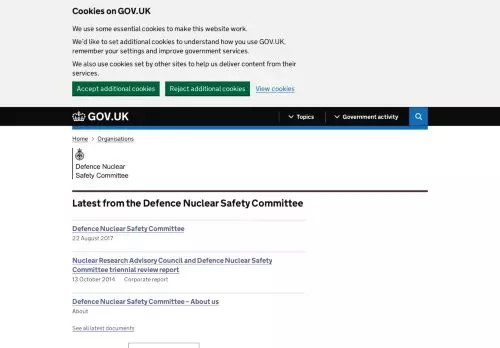 Cookies on GOV.UK
We use some essential cookies to make this website work.
We'd like to set additional cookies to understand how you use GOV.UK,
remember your settings and improve government services.
We also use cookies set by other sites to help us deliver content from their
services.
Accept additional cookies Reject additional cookies View cookies
GOV.UK Topics Government activity
Home Organisations
Defence Nuclear
Safety Committee
Latest from the Defence Nuclear Safety Committee
Defence Nuclear Safety Committee
22 August 2017
Nuclear Research Advisory Council and Defence Nuclear Safety
Committee triennial review report
13 October 2014 Corporate report
Defence Nuclear Safety Committee – About us
About
See all latest documents